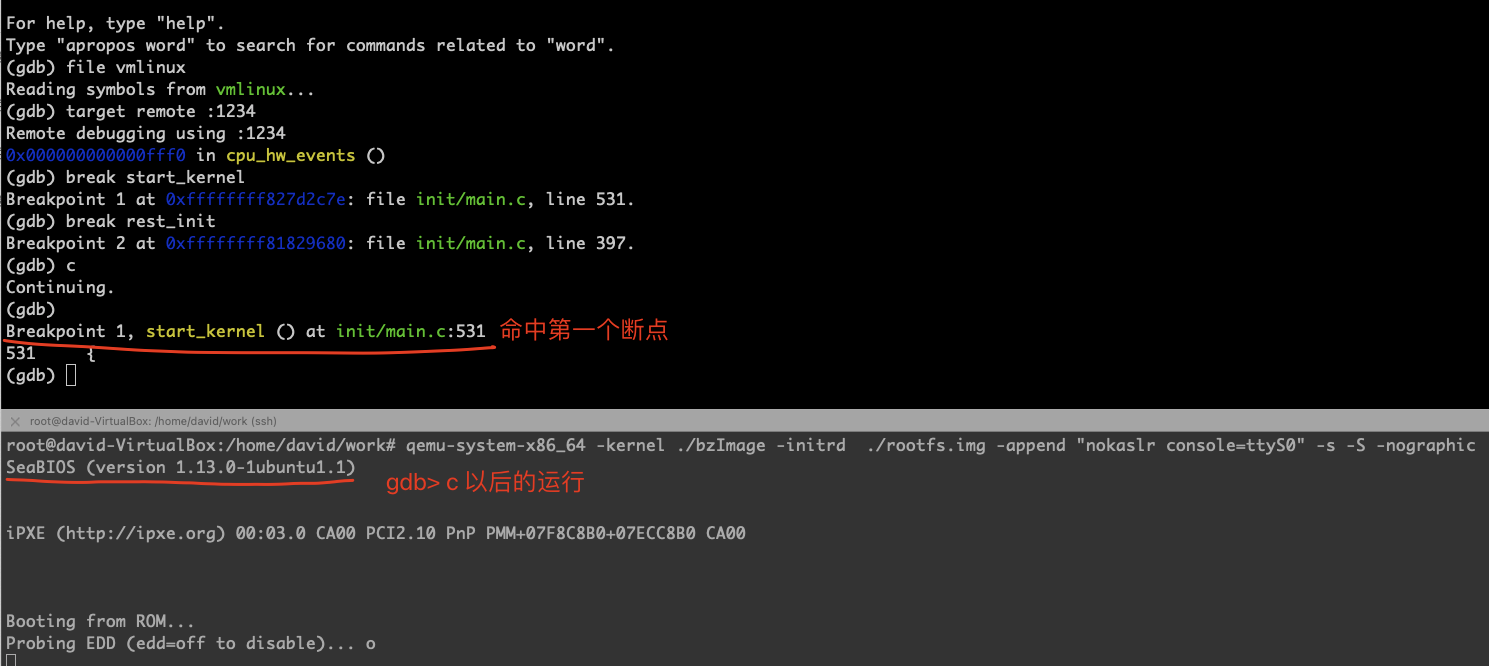 For help, type "help".
Type "apropos word" to search for commands related to "word".
(gdb) file vmlinux
Reading symbols from vmlinux...
(gdb) target remote :1234
Remote debugging using :1234
0x000000000000fff0 in cpu_hw_events ()
(gdb) break start_kernel
Breakpoint 1 at 0xffffffff827d2c7e: file init/main.c, line 531.
(gdb) break rest_init
Breakpoint 2 at 0xffffffff81829680: file init/main.c, line 397.
(gdb) c
Continuing.
(gdb)
Breakpoint 1, start_kernel () at init/main.c:531 命中第一个断点
531 {
(gdb)
root@david-VirtualBox: /home/david/work (ssh)
root@david-VirtualBox:/home/david/work# qemu-system-x86_64 -kernel ./bzImage -initrd  ./rootfs.img -append "nokaslr console=ttyS0" -s -S -nographic
SeaBIOS (version 1.13.0-1ubuntu1.1)
gdb> c 以后的运行
iPXE (http://ipxe.org) 00:03.0 CA00 PCI2.10 PnP PMM+07F8C8B0+07ECC8B0 CA00
Booting from ROM...
Probing EDD (edd=off to disable)... o